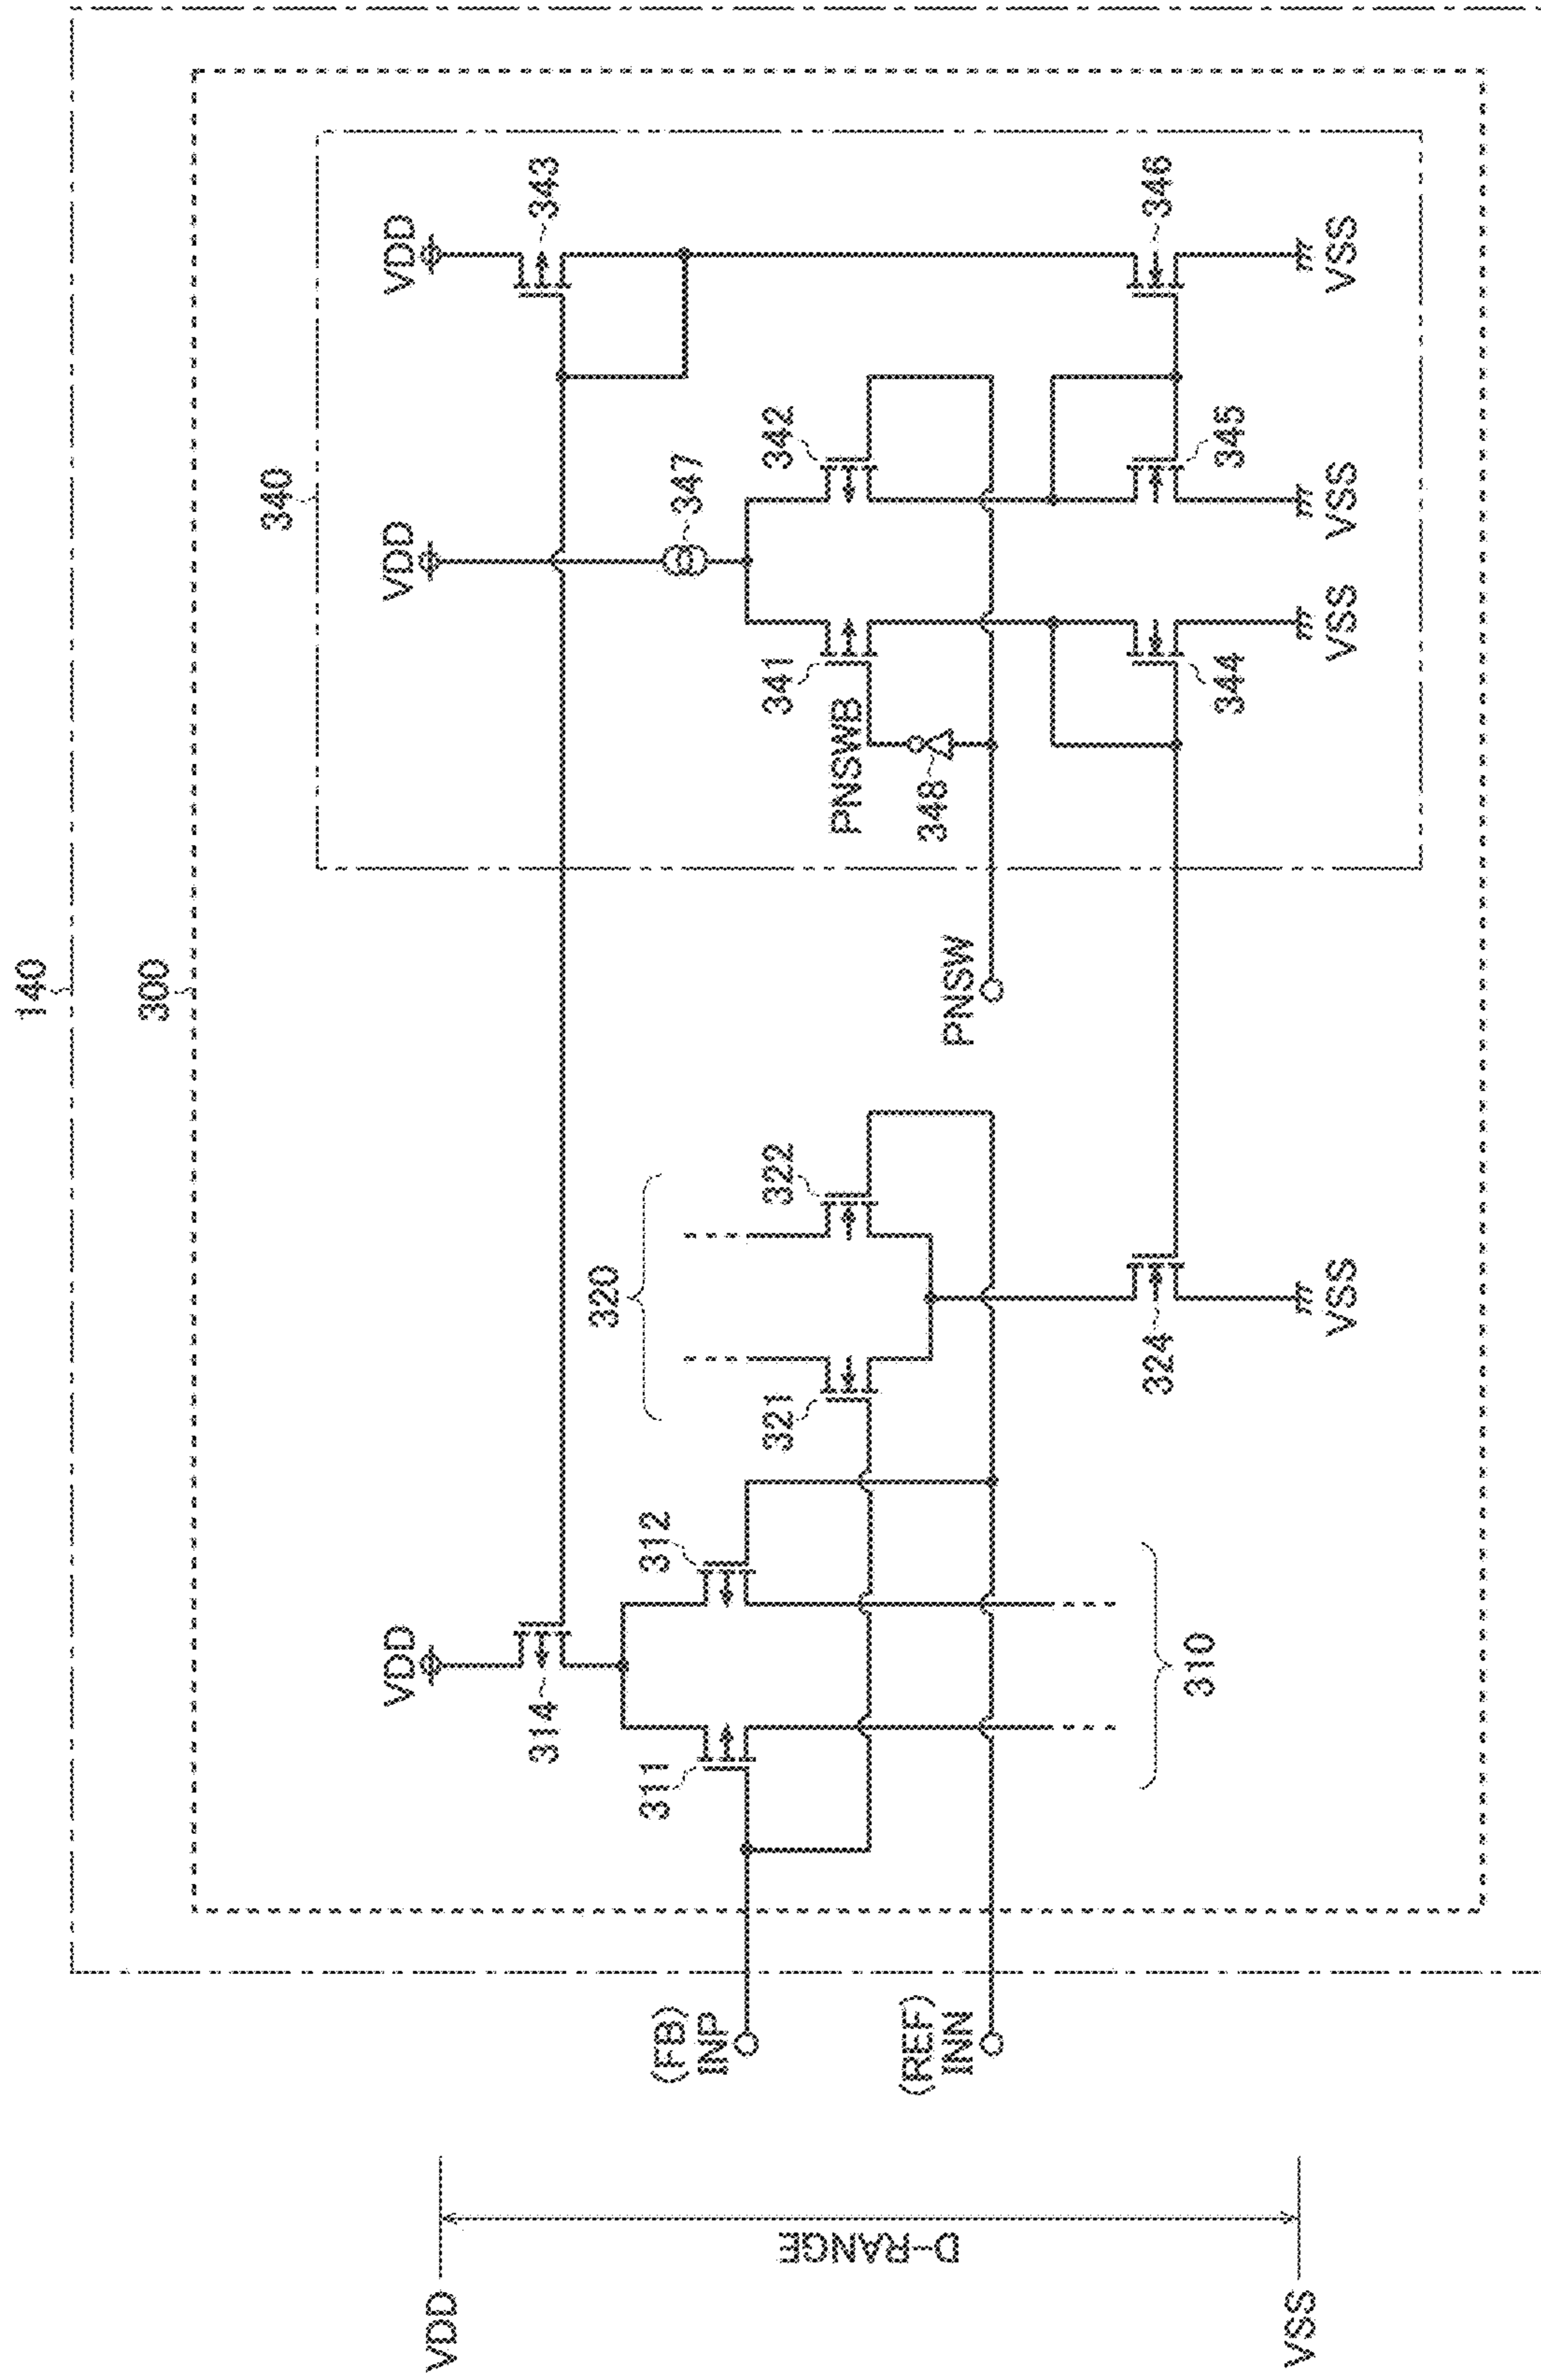 140
300
340
VDD
VDD
VDD
VDD
343
314
347
320
(FB)
INP
311
312
321
322
341
342
PNSWB
348
(REF)
INN
PNSW
D-RANGE
310
324
344
345
346
VSS
VSS
VSS
VSS
VSS